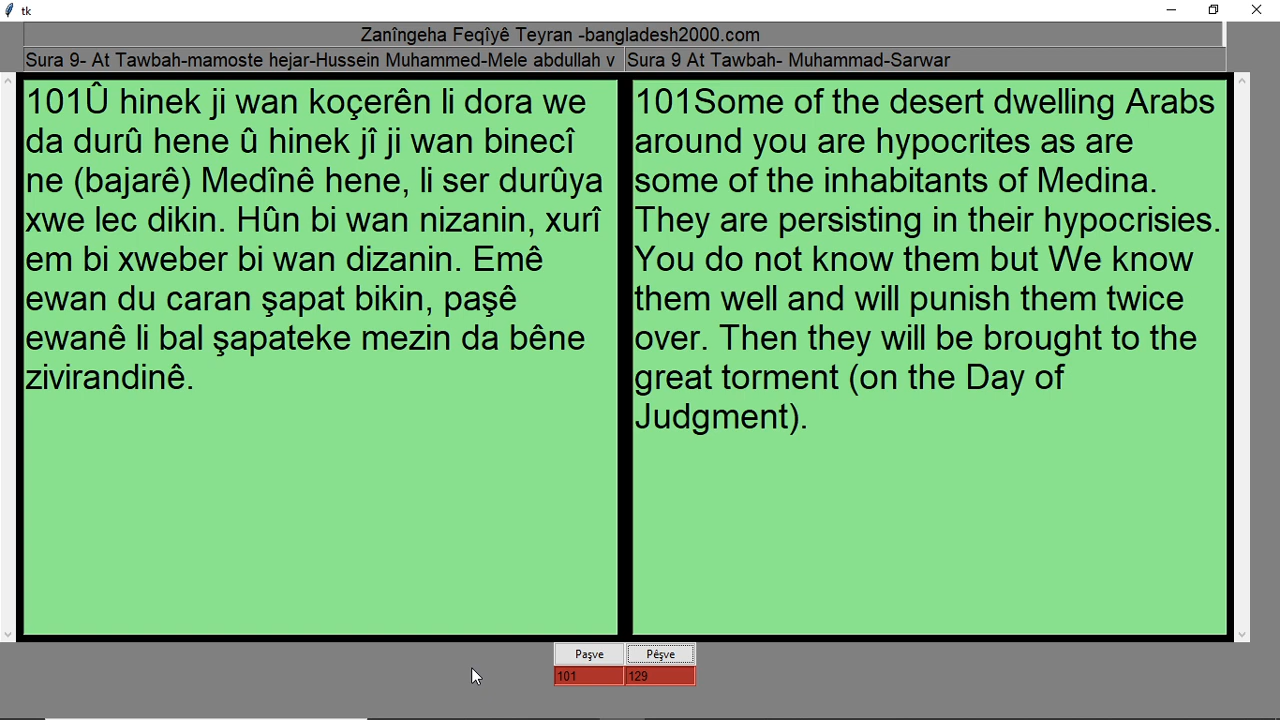 tk
Zanîngeha Feqîyê Teyran -bangladesh2000.com
Sura 9- At Tawbah-mamoste hejar-Hussein Muhammed-Mele abdullah v
Sura 9 At Tawbah- Muhammad-Sarwar
101Û hinek ji wan koçerên li dora we
da durû hene û hinek jî ji wan binecî
ne (bajarê) Medînê hene, li ser durûya
xwe lec dikin. Hûn bi wan nizanin, xurî
em bi xweber bi wan dizanin. Emê
ewan du caran şapat bikin, paşê
ewanê li bal şapateke mezin da bêne
zivirandinê.
101Some of the desert dwelling Arabs
around you are hypocrites as are
some of the inhabitants of Medina.
They are persisting in their hypocrisies.
You do not know them but We know
them well and will punish them twice
over. Then they will be brought to the
great torment (on the Day of
Judgment).
Paşve
Pêşve
101
129